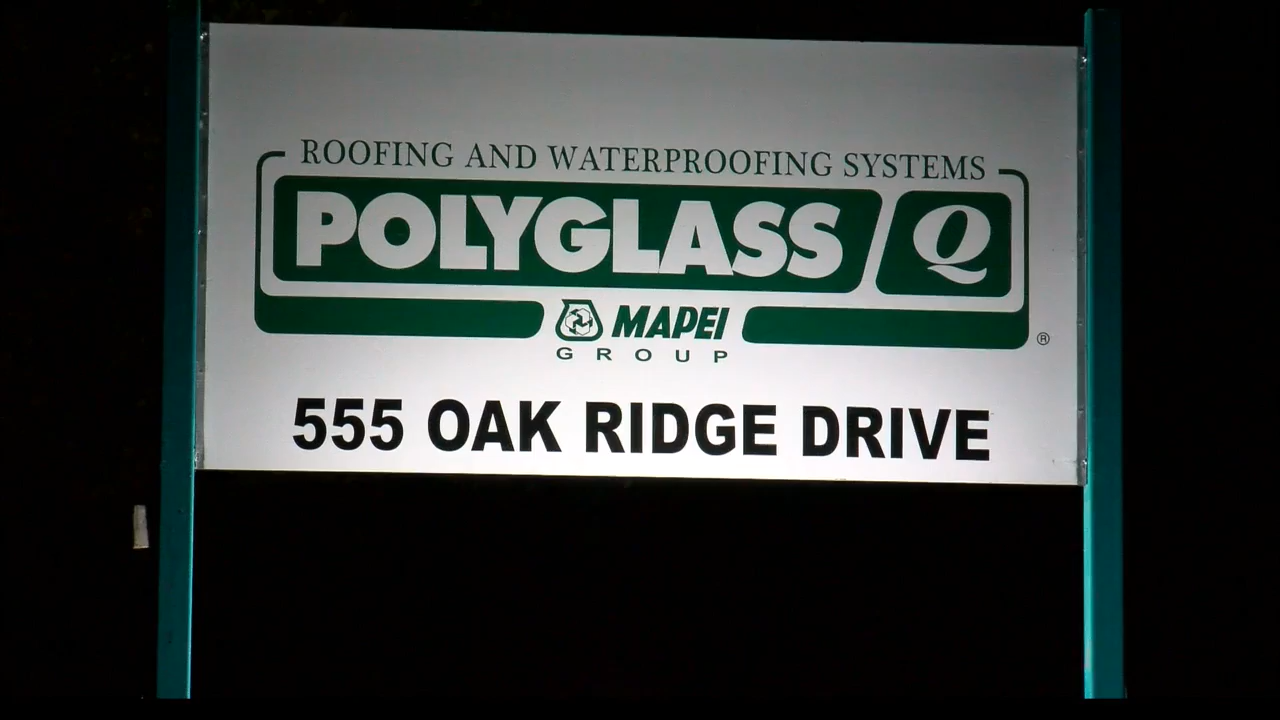 ROOFING AND WATERPROOFING SYSTEMS
POLYGLASS Q
MAPEI
GROUP
®
555 OAK RIDGE DRIVE